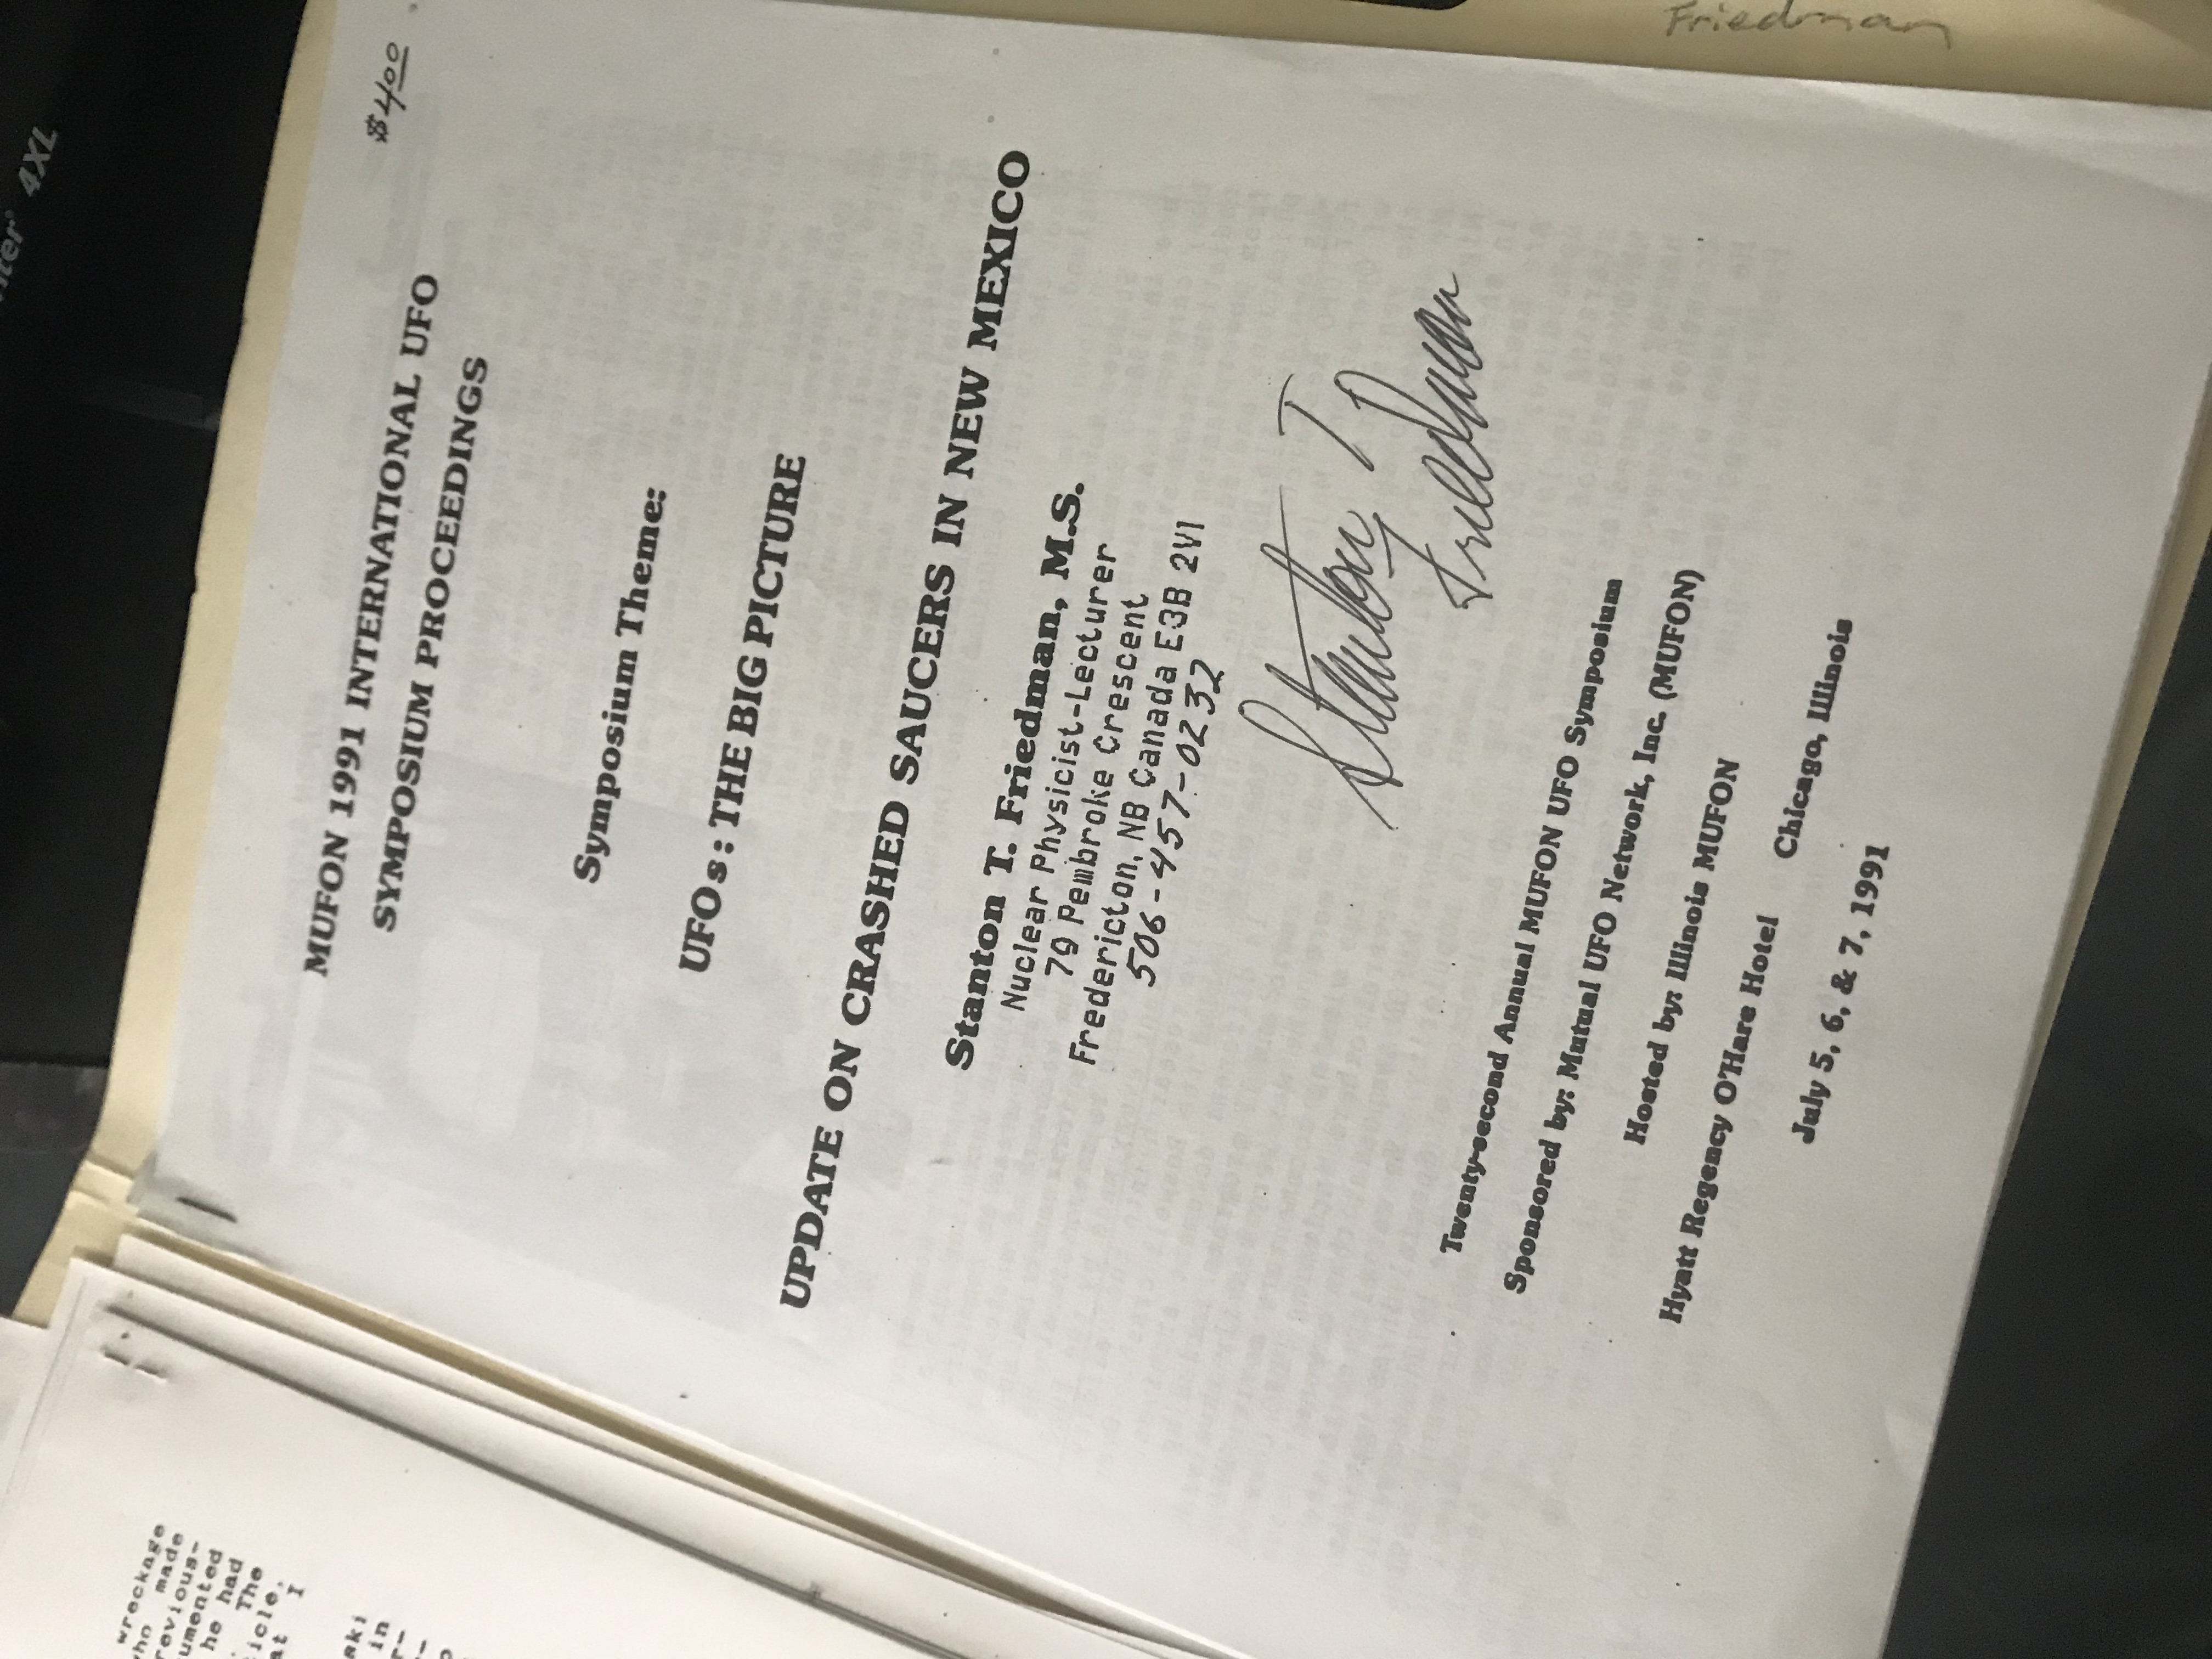 Friedman
$4.00
MUFON 1991 INTERNATIONAL UFO
SYMPOSIUM PROCEEDINGS
Symposium Theme:
UFOs: THE BIG PICTURE
UPDATE ON CRASHED SAUCERS IN NEW MEXICO
Stanton T. Friedman, M.S.
Nuclear Physicist-Lecturer
79 Pembroke Crescent
Fredericton, NB Canada E3B 2V1
506-457-0232
Stanton T
Friedman
Twenty-second Annual MUFON UFO Symposium
Sponsored by: Mutual UFO Network, Inc. (MUFON)
Hosted by: Illinois MUFON
Hyatt Regency O'Hare Hotel Chicago, Illinois
July 5, 6, & 7, 1991
4XL
wreckage
made
he had
The
I
in